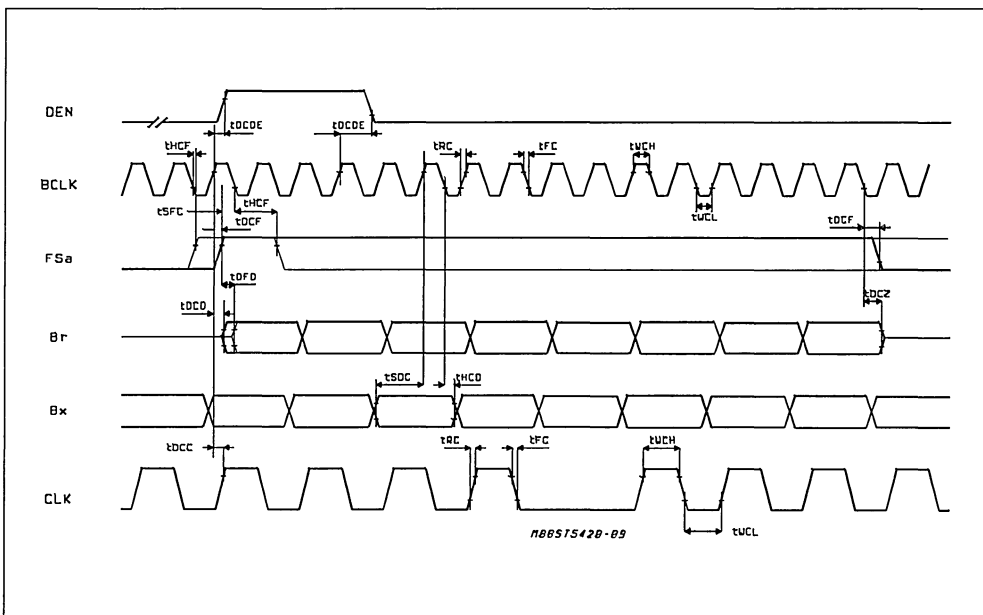 DEN
tDCDE
tDCDE
tHCF
tRC
tFC
tWCH
BCLK
tSFC
tHCF
tWCL
tDCF
tDCF
FSa
tDFD
tDCD
tDCZ
Br
tSDC
tHCD
Bx
tDCC
tRC
tFC
tWCH
CLK
M88ST5420-09
tWCL